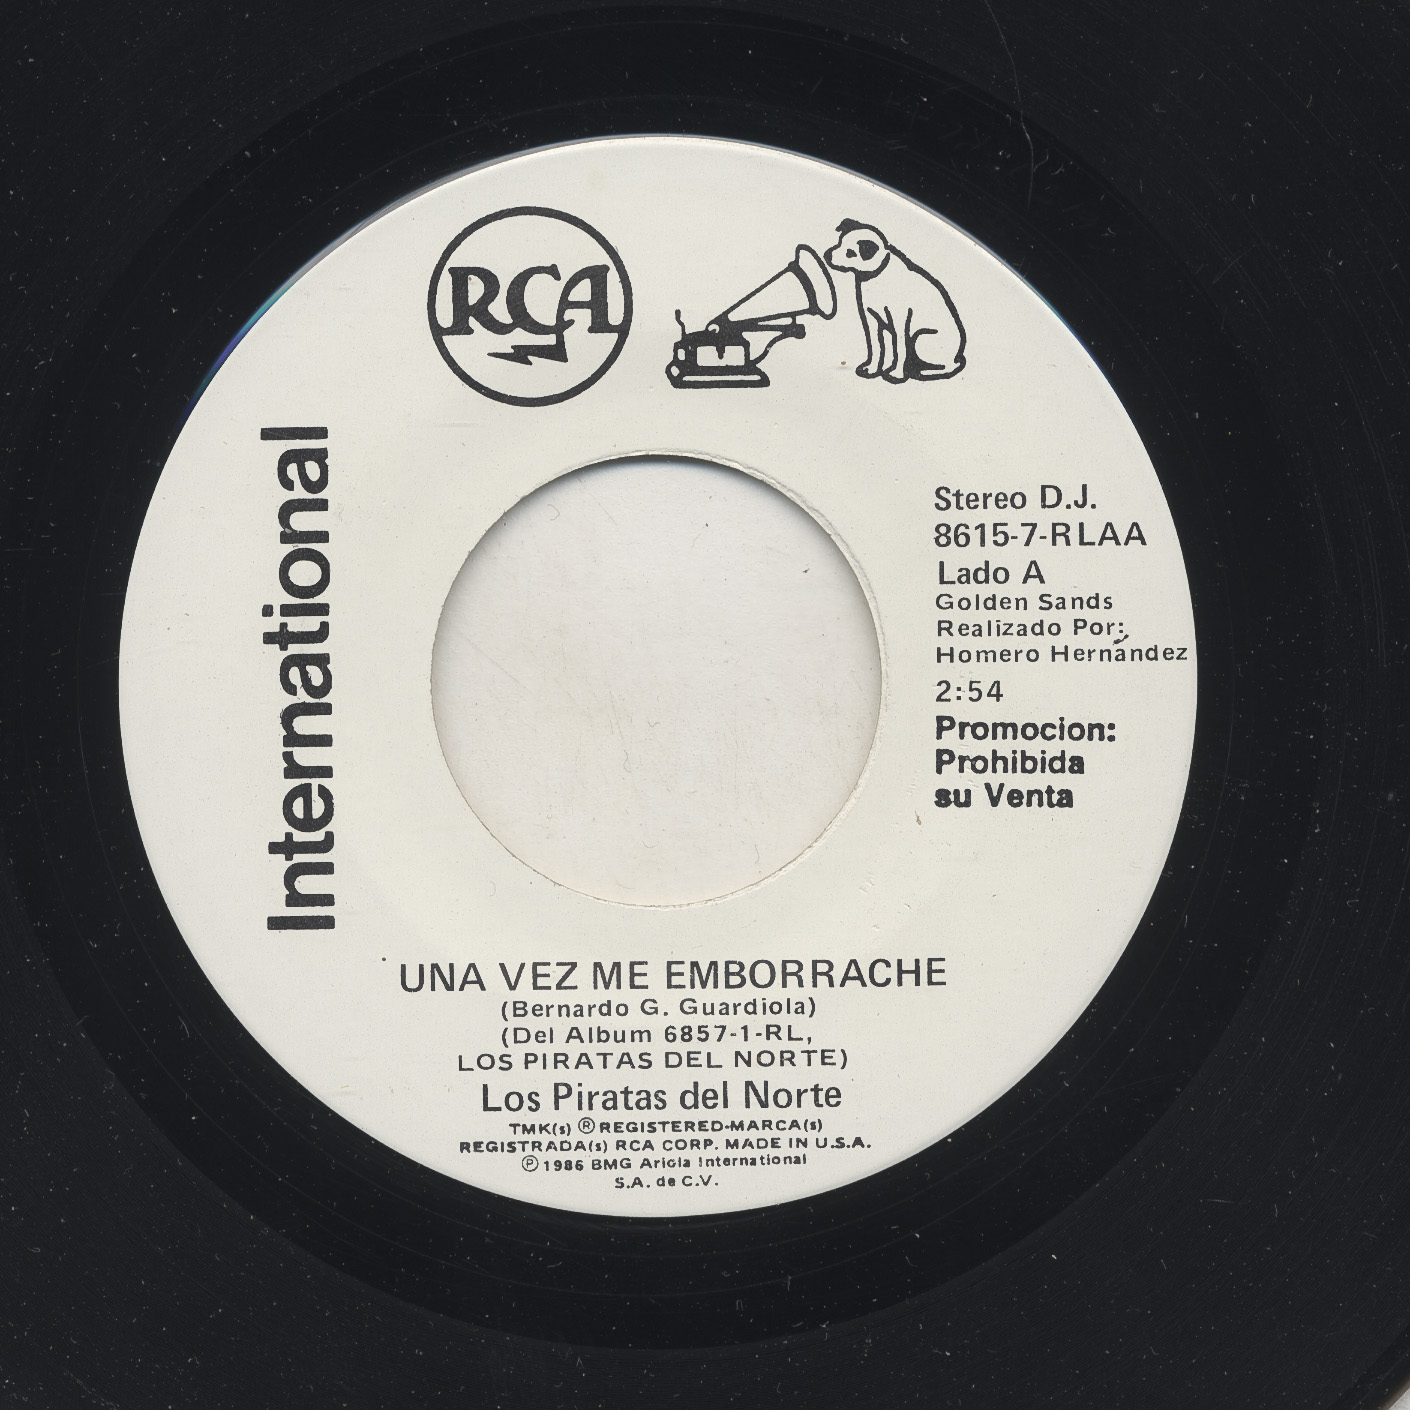 RCA
International
Stereo D.J.
8615-7-RLAA
Lado A
Golden Sands
Realizado Por:
Homero Hernández
2:54
Promocion:
Prohibida
su Venta
UNA VEZ ME EMBORRACHE
(Bernardo G. Guardiola)
(Del Album 6857-1-RL,
LOS PIRATAS DEL NORTE)
Los Piratas del Norte
TMK(s) ® REGISTERED-MARCA(s)
REGISTRADA(s) RCA CORP. MADE IN U.S.A.
℗ 1986 BMG Ariola International
S.A. de C.V.